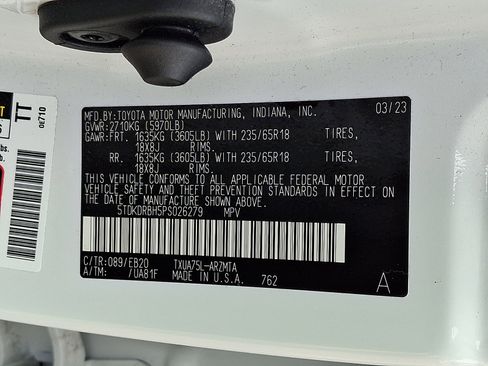 MFD.BY:TOYOTA MOTOR MANUFACTURING, INDIANA, INC. 03/23
GVWR:2710KG (5970LB)
GAWR:FRT. 1635KG (3605LB) WITH 235/65R18 TIRES,
18X8J RIMS.
RR. 1635KG (3605LB) WITH 235/65R18 TIRES,
18X8J RIMS.
THIS VEHICLE CONFORMS TO ALL APPLICABLE FEDERAL MOTOR
VEHICLE SAFETY STANDARDS IN EFFECT ON
THE DATE OF MANUFACTURE SHOWN ABOVE.
5TDKDRBH5PS026279 MPV
C/TR:089/EB20 TXUA75L-ARZMTA
A/TM: /UA81F MADE IN U.S.A. 762
A
TT
0E710
lbs.